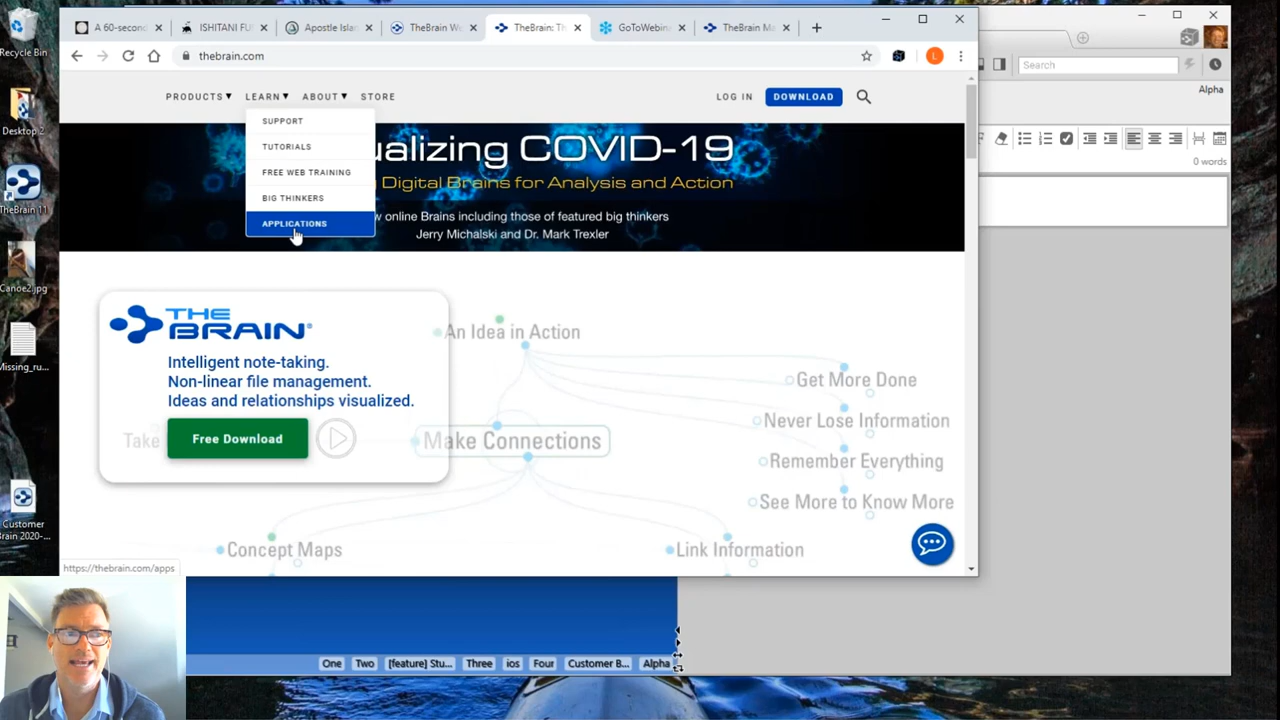 Recycle Bin
Desktop 2
TheBrain 11
Canoe2.jpg
Missing_ru...
Customer
Brain 2020-...
A 60-second
ISHITANI FU
Apostle Islan
TheBrain W
TheBrain: Th
GoToWebina
TheBrain Ma
thebrain.com
L
PRODUCTS▼ LEARN▼ ABOUT▼ STORE
LOG IN DOWNLOAD
SUPPORT
TUTORIALS
FREE WEB TRAINING
BIG THINKERS
APPLICATIONS
ualizing COVID-19
Digital Brains for Analysis and Action
w online Brains including those of featured big thinkers
Jerry Michalski and Dr. Mark Trexler
THE
BRAIN
Intelligent note-taking.
Non-linear file management.
Ideas and relationships visualized.
Free Download
An Idea in Action
Get More Done
Never Lose Information
Take
Make Connections
Remember Everything
See More to Know More
Concept Maps
Link Information
https://thebrain.com/apps
Search
Alpha
0 words
One Two [feature] Stu... Three ios Four Customer B... Alpha